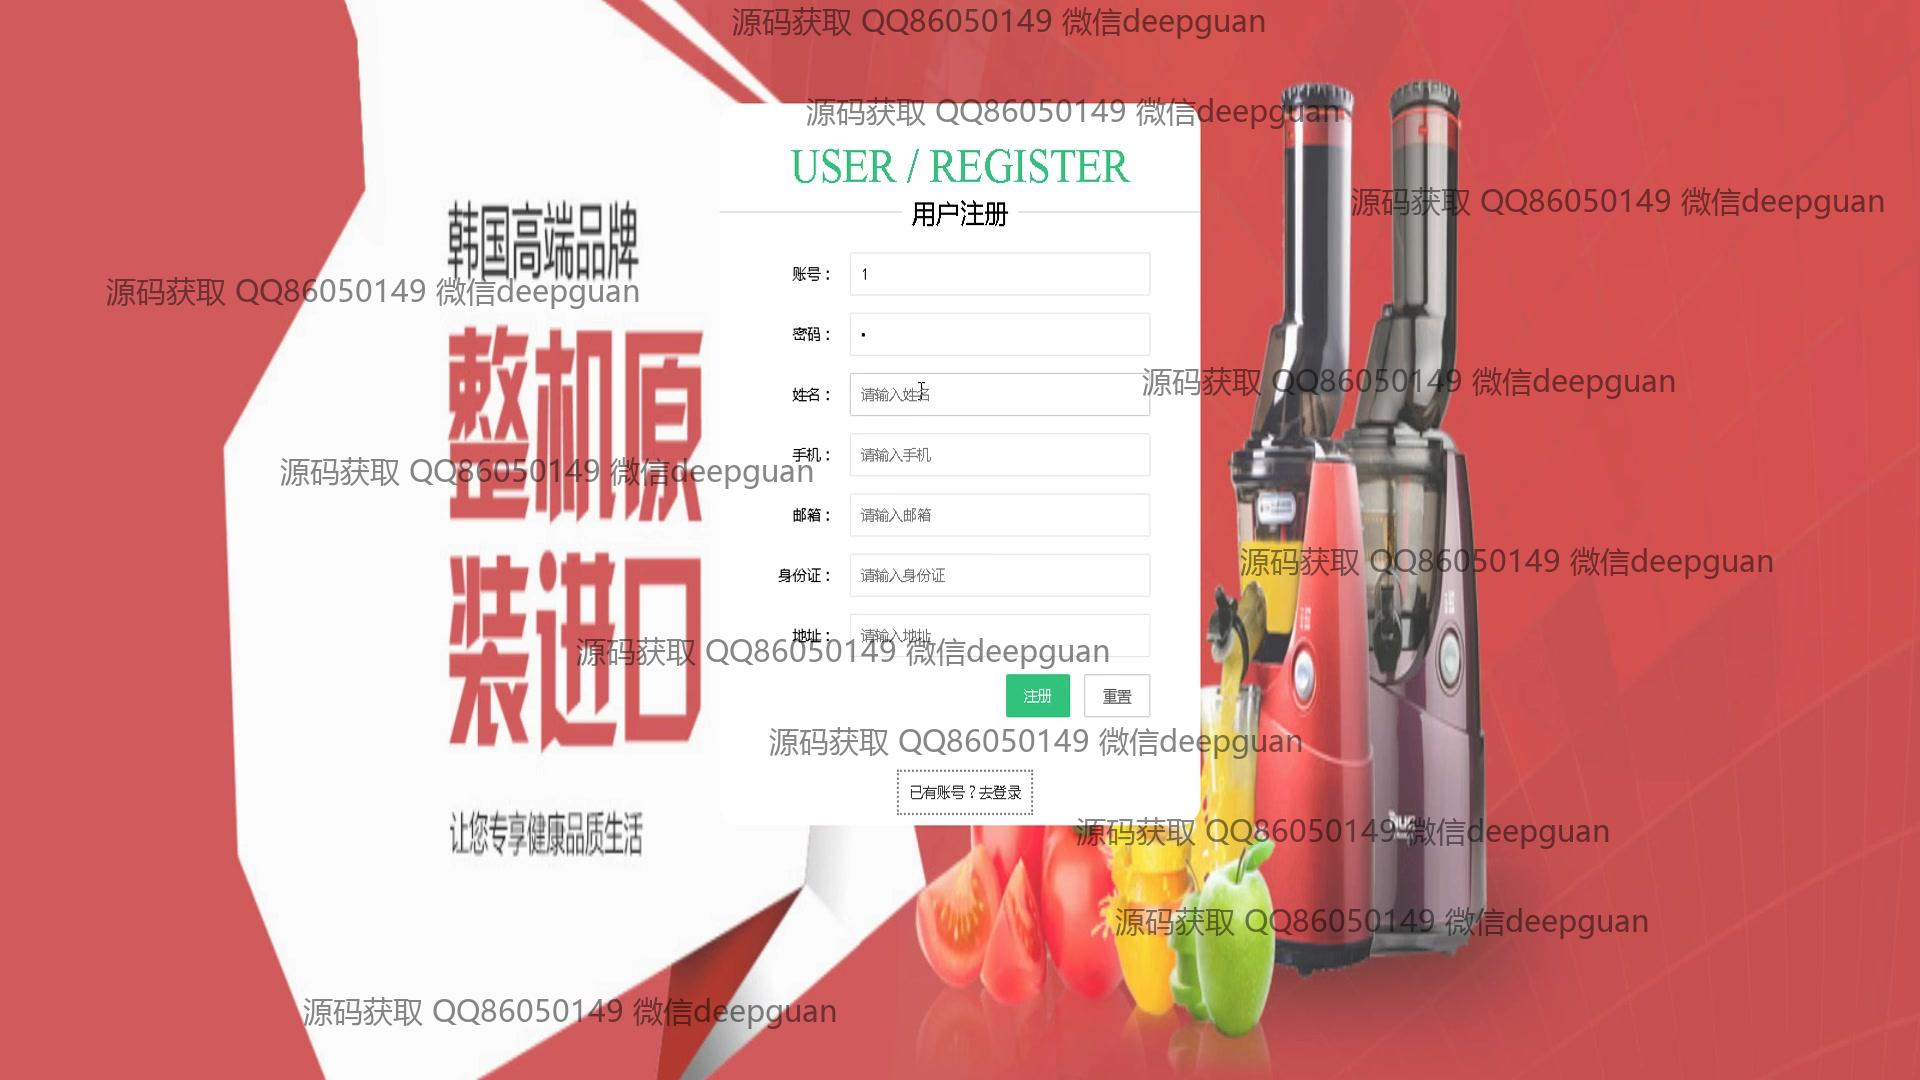 源码获取 QQ86050149 微信deepguan
源码获取 QQ86050149 微信deepguan
USER / REGISTER
用户注册
源码获取 QQ86050149 微信deepguan
韩国高端品牌
源码获取 QQ86050149 微信deepguan
账号： 1
密码： •
整机原
装进口
姓名： 请输入姓名
源码获取 QQ86050149 微信deepguan
手机： 请输入手机
源码获取 QQ86050149 微信deepguan
邮箱： 请输入邮箱
源码获取 QQ86050149 微信deepguan
身份证： 请输入身份证
地址： 请输入地址
源码获取 QQ86050149 微信deepguan
注册 重置
源码获取 QQ86050149 微信deepguan
已有账号？去登录
让您专享健康品质生活
源码获取 QQ86050149 微信deepguan
源码获取 QQ86050149 微信deepguan
源码获取 QQ86050149 微信deepguan